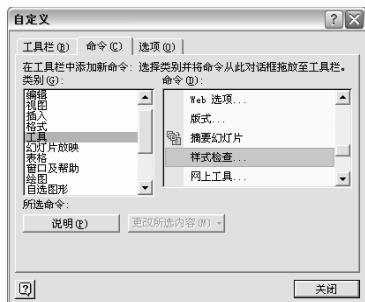 自定义
工具栏(B) 命令(C) 选项(O)
在工具栏中添加新命令: 选择类别并将命令从此对话框拖放至工具栏。
类别(G): 命令(D):
编辑
视图
插入
格式
工具
幻灯片放映
表格
窗口及帮助
绘图
自选图形
Web 选项...
版式...
摘要幻灯片
样式检查...
网上工具...
所选命令:
说明(P) 更改所选内容(M)
关闭